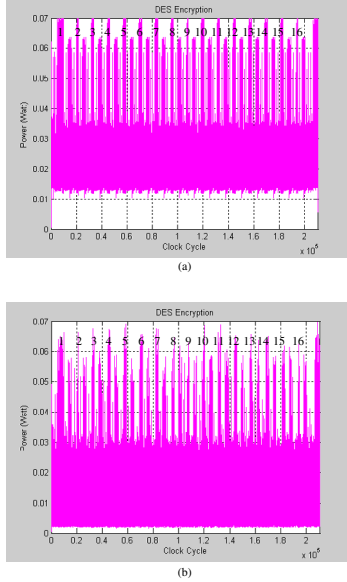 DES Encryption
0.07
0.06
0.05
0.04
0.03
0.02
0.01
0
Power (Watt)
1 2 3 4 5 6 7 8 9 10 11 12 13 14 15 16
0 0.2 0.4 0.6 0.8 1 1.2 1.4 1.6 1.8 2
Clock Cycle
x 10^5
(a)
DES Encryption
0.07
0.06
0.05
0.04
0.03
0.02
0.01
0
Power (Watt)
1 2 3 4 5 6 7 8 9 10 11 12 13 14 15 16
0 0.2 0.4 0.6 0.8 1 1.2 1.4 1.6 1.8 2
Clock Cycle
x 10^5
(b)